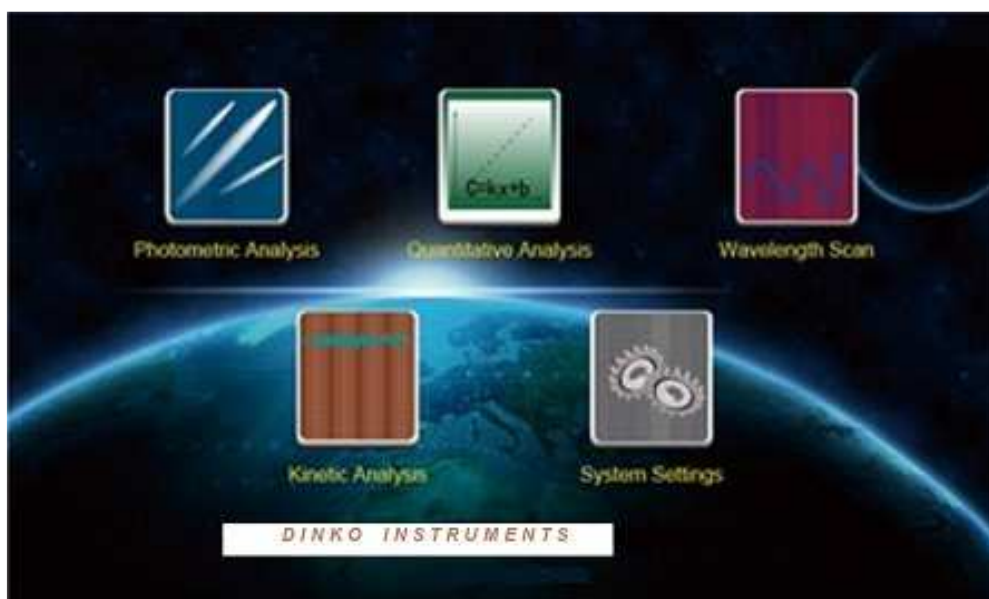 C=kx+b
Photometric Analysis
Quantitative Analysis
Wavelength Scan
Kinetic Analysis
System Settings
DINKO INSTRUMENTS